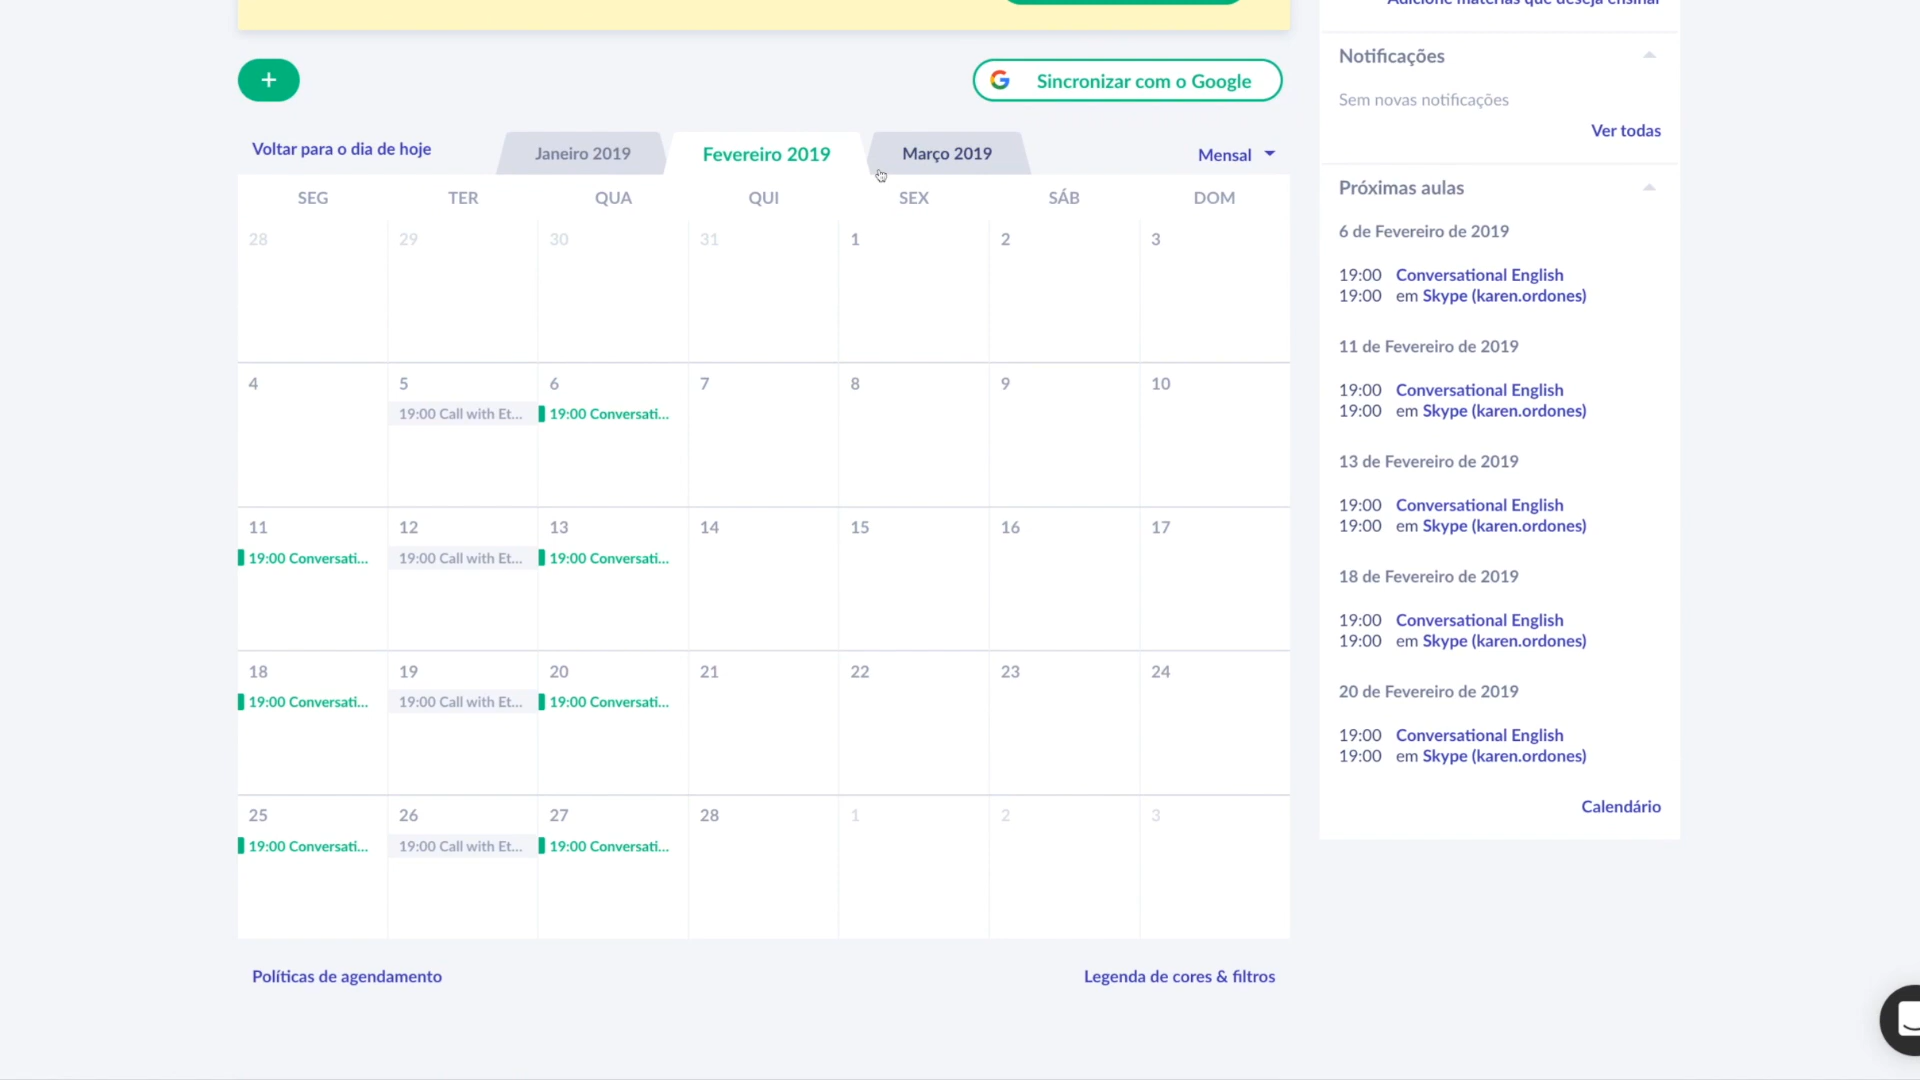 Adicione matérias que deseja ensinar
+
Sincronizar com o Google
Voltar para o dia de hoje
Janeiro 2019
Fevereiro 2019
Março 2019
Mensal
SEG TER QUA QUI SEX SÁB DOM
28 29 30 31 1 2 3
4 5 6 7 8 9 10
19:00 Call with Et... 19:00 Conversati...
11 12 13 14 15 16 17
19:00 Conversati... 19:00 Call with Et... 19:00 Conversati...
18 19 20 21 22 23 24
19:00 Conversati... 19:00 Call with Et... 19:00 Conversati...
25 26 27 28 1 2 3
19:00 Conversati... 19:00 Call with Et... 19:00 Conversati...
Políticas de agendamento
Legenda de cores & filtros
Notificações
Sem novas notificações
Ver todas
Próximas aulas
6 de Fevereiro de 2019
19:00 Conversational English
19:00 em Skype (karen.ordones)
11 de Fevereiro de 2019
19:00 Conversational English
19:00 em Skype (karen.ordones)
13 de Fevereiro de 2019
19:00 Conversational English
19:00 em Skype (karen.ordones)
18 de Fevereiro de 2019
19:00 Conversational English
19:00 em Skype (karen.ordones)
20 de Fevereiro de 2019
19:00 Conversational English
19:00 em Skype (karen.ordones)
Calendário